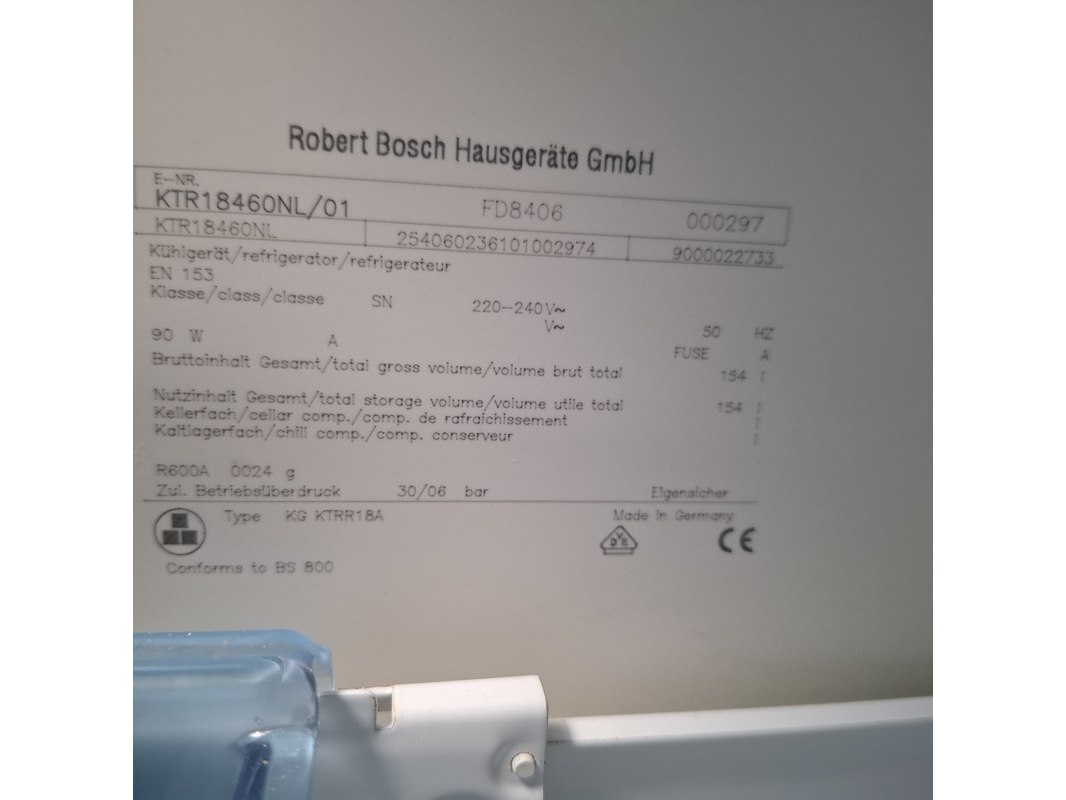 Robert Bosch Hausgeräte GmbH
E-NR.
KTR18460NL/01 FD8406 000297
KTR18460NL 254060236101002974 9000022733
Kühlgerät/refrigerator/refrigerateur
EN 153
Klasse/class/classe SN 220-240V~
V~
50 HZ
90 W A FUSE A
Bruttoinhalt Gesamt/total gross volume/volume brut total 154 l
Nutzinhalt Gesamt/total storage volume/volume utile total 154 l
Kellerfach/cellar comp./comp. de rafraichissement l
Kaltlagerfach/chill comp./comp. conserveur l
R600A 0024 g
Zul. Betriebsüberdruck 30/06 bar Eigensicher
Type KG KTRR18A Made in Germany
DVE CE
Conforms to BS 800